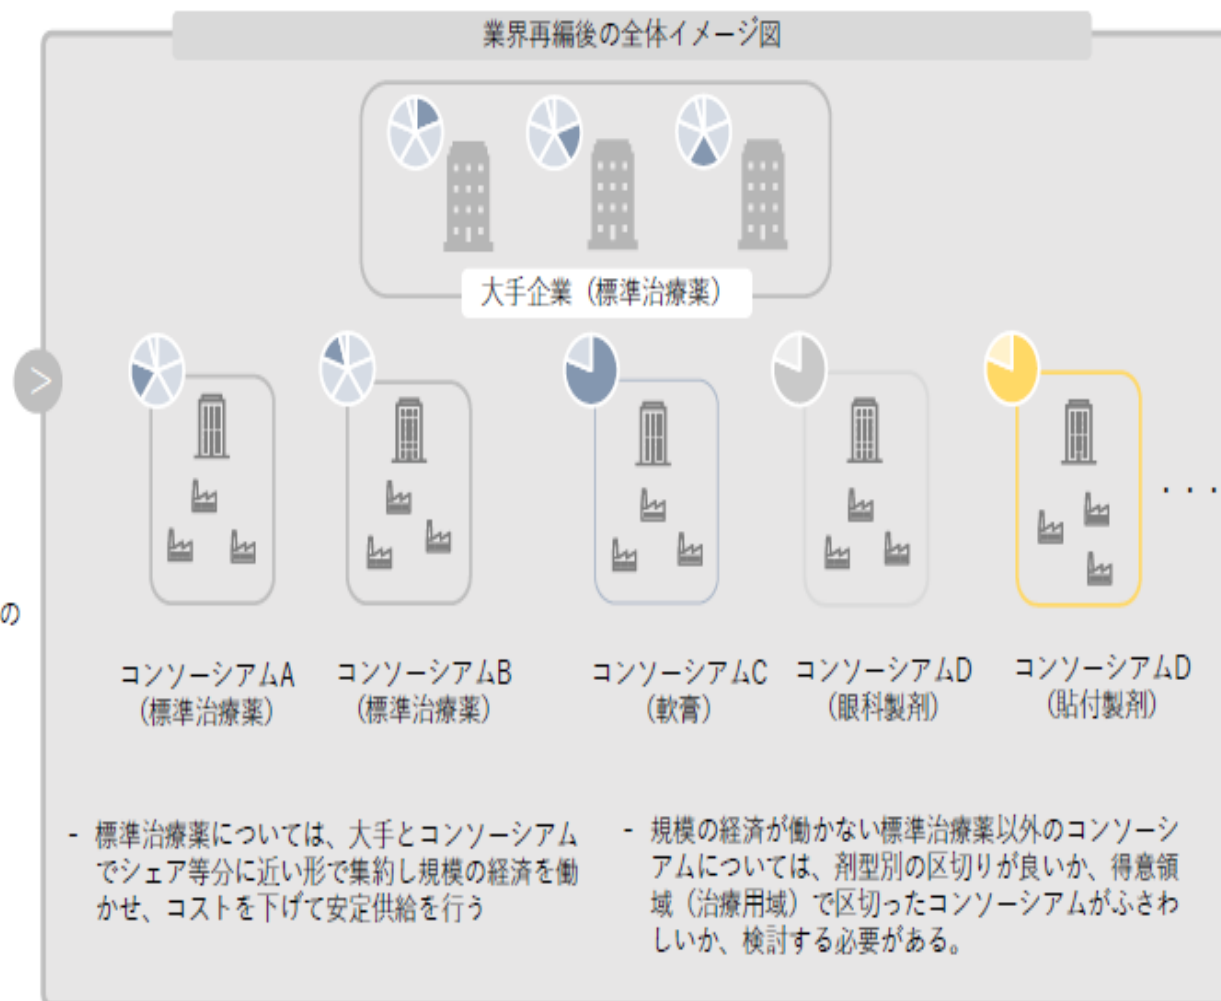 業界再編後の全体イメージ図
大手企業（標準治療薬）
>
の
・・・
コンソーシアムA
（標準治療薬）
コンソーシアムB
（標準治療薬）
コンソーシアムC
（軟膏）
コンソーシアムD
（眼科製剤）
コンソーシアムD
（貼付製剤）
- 標準治療薬については、大手とコンソーシアム
でシェア等分に近い形で集約し規模の経済を働
かせ、コストを下げて安定供給を行う
- 規模の経済が働かない標準治療薬以外のコンソーシ
アムについては、剤型別の区切りが良いか、得意領
域（治療用域）で区切ったコンソーシアムがふさわ
しいか、検討する必要がある。